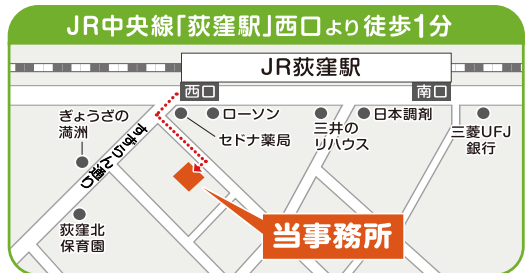 JR中央線「荻窪駅」西口より徒歩1分
JR荻窪駅
西口
南口
ぎょうざの
満洲
ローソン
セドナ薬局
三井の
リハウス
日本調剤
三菱UFJ
銀行
すずらん通り
荻窪北
保育園
当事務所